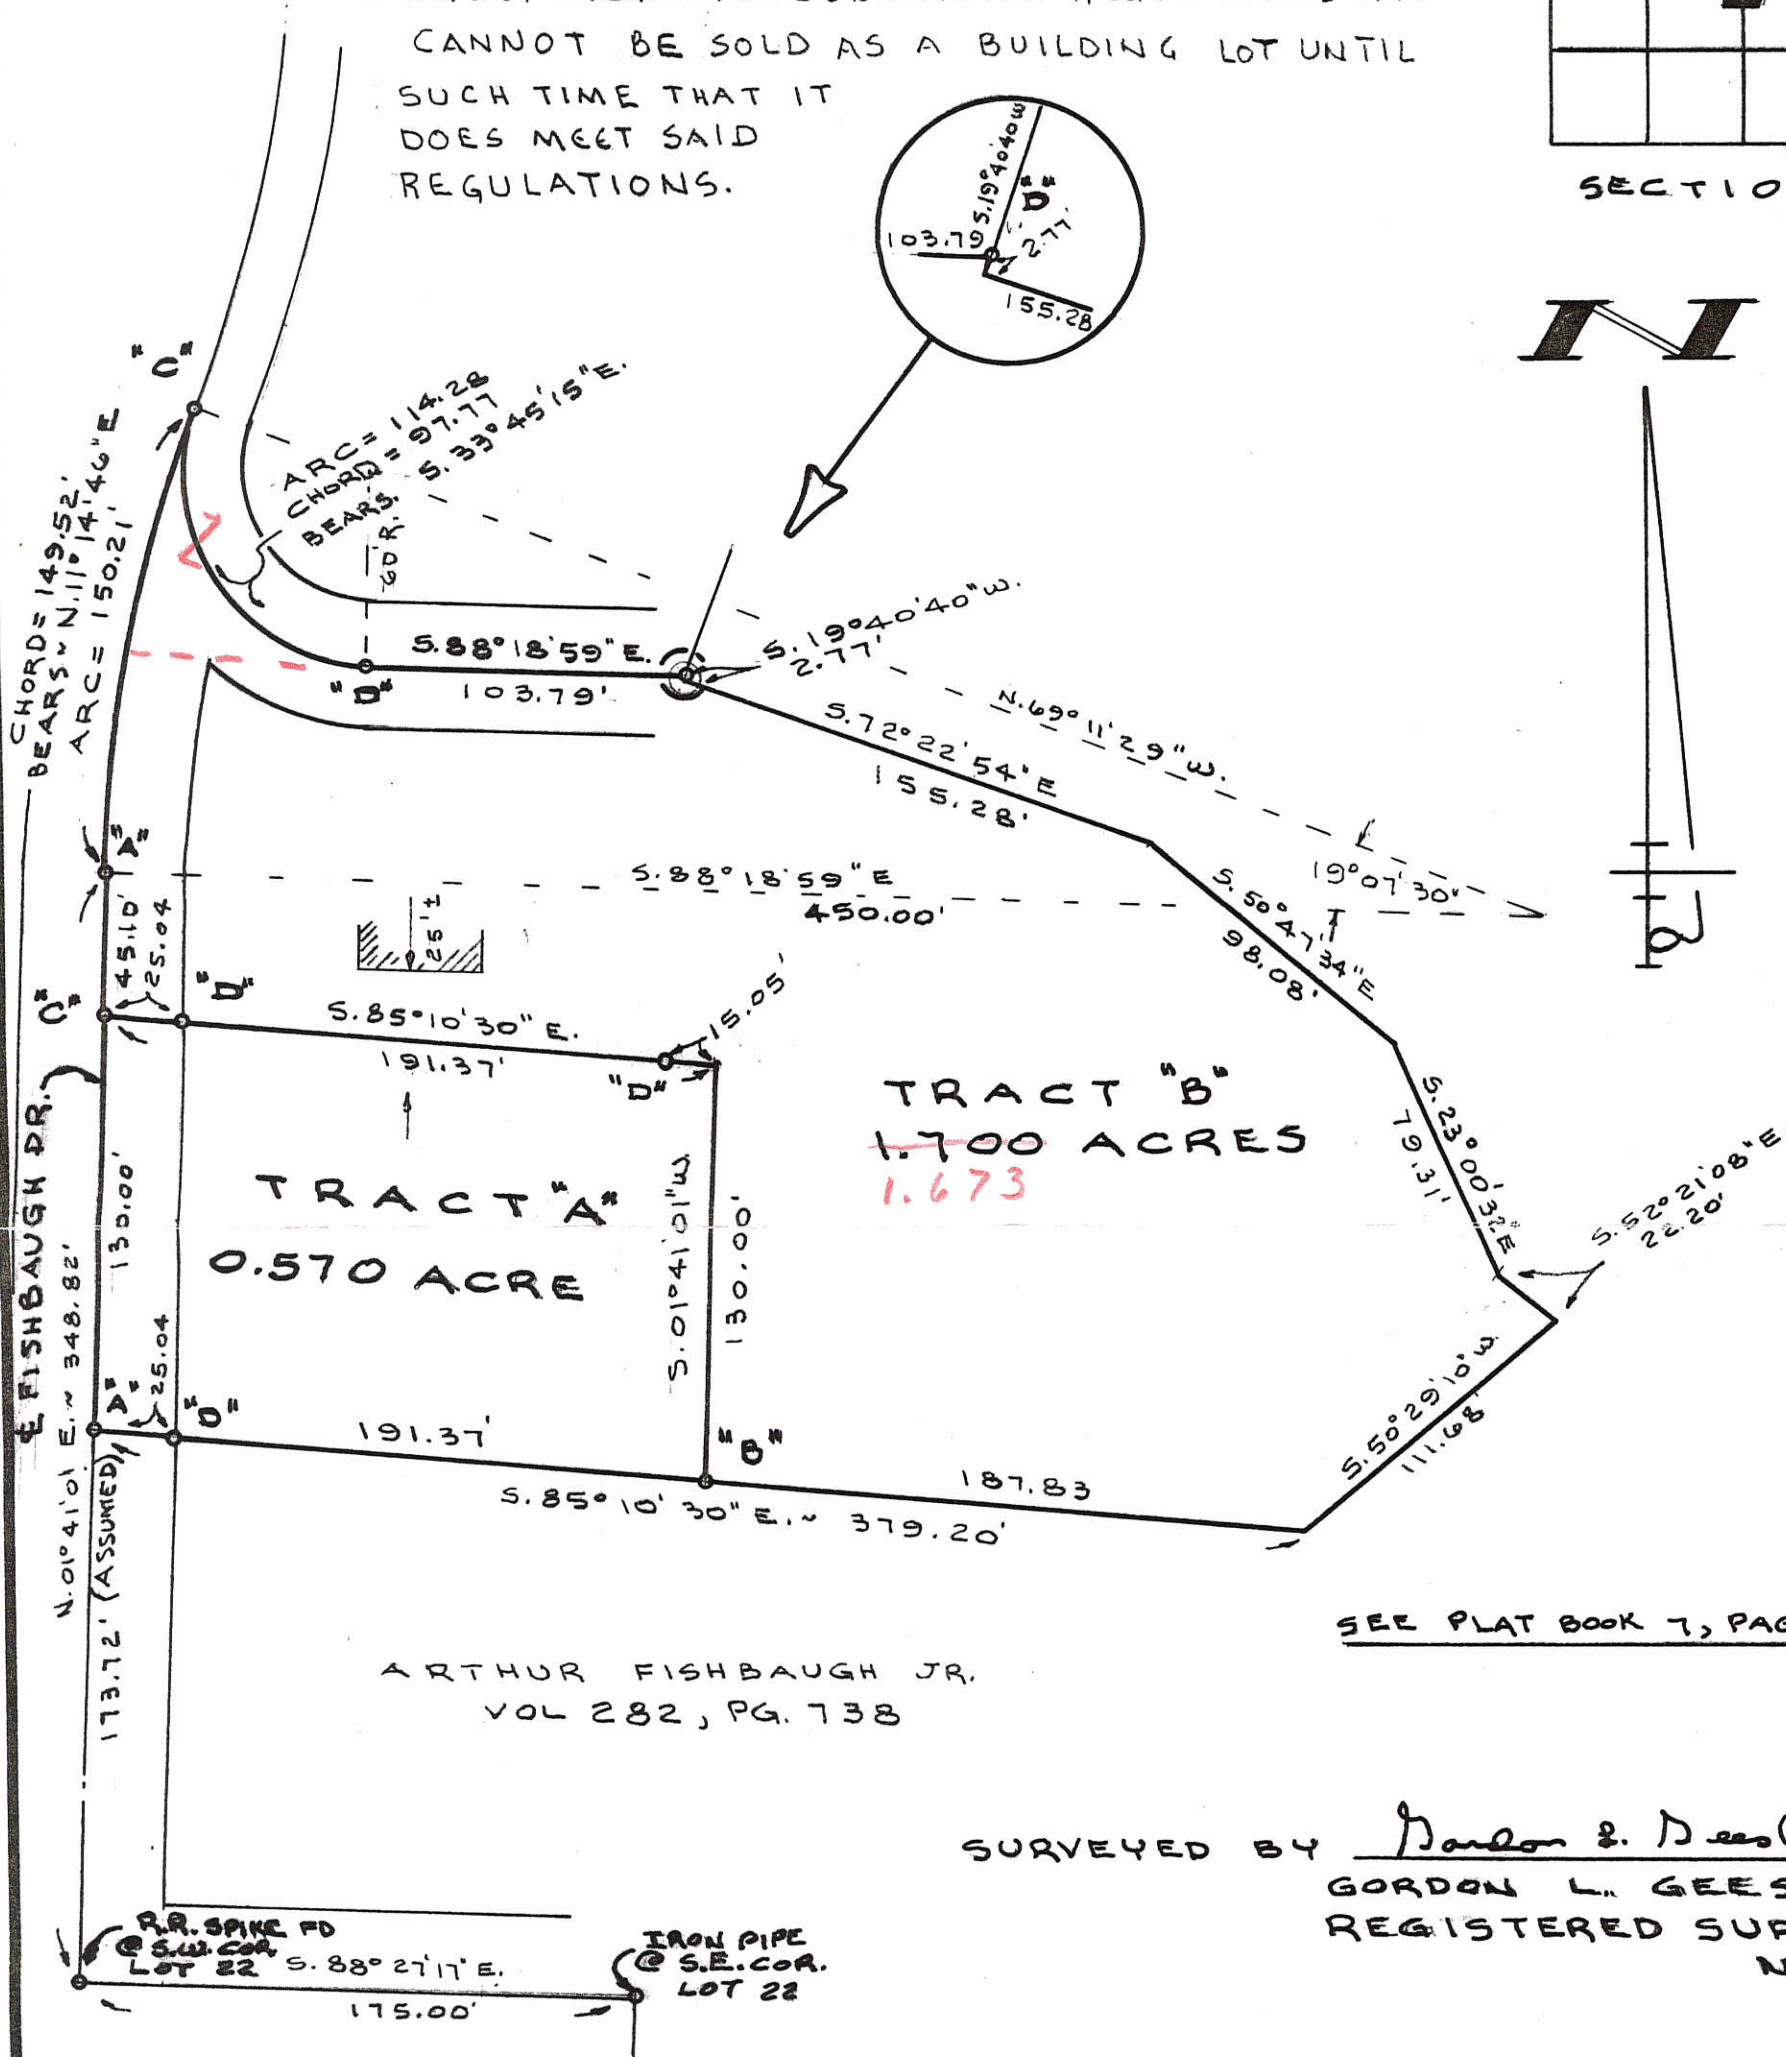 CANNOT BE SOLD AS A BUILDING LOT UNTIL
SUCH TIME THAT IT
DOES MEET SAID
REGULATIONS.
SECTIO
S.19°40'40"W
"D"
103.79
2.77'
155.28
N
"C"
ARC = 114.28
CHORD = 97.77
BEARS. S.33°45'15"E.
60'R.
CHORD = 149.52'
BEARS ~ N.11°14'46"E
ARC = 150.21'
S.88°18'59"E.
103.79'
"D"
S.19°40'40"W.
2.77'
N.69°11'29"W.
S.72°22'54"E
155.28'
19°07'30"
"A"
S.88°18'59"E
450.00'
S.50°47'34"E
98.08'
45.10'
25.04
25'±
"C"
"D"
S.85°10'30"E.
191.37'
"D"
15.05'
TRACT "B"
1.700 ACRES
1.673
S.23°00'32"E
79.31'
S.52°21'08"E
22.20'
℄ FISHBAUGH DR.
N.01°41'01 E. ~ 348.82'
130.00'
TRACT "A"
0.570 ACRE
S.01°41'01"W.
130.00'
S.50°29'10"W.
111.68'
"A"
25.04
"D"
191.37'
"B"
187.83
S.85°10'30"E. ~ 379.20'
173.72' (ASSUMED)
SEE PLAT BOOK 7, PAG
ARTHUR FISHBAUGH JR.
VOL 282, PG. 738
SURVEYED BY
GORDON L. GEES
REGISTERED SUR
N
R.R. SPIKE FD
@ S.W. COR.
LOT 22
S.88°27'17"E.
175.00'
IRON PIPE
@ S.E. COR.
LOT 22